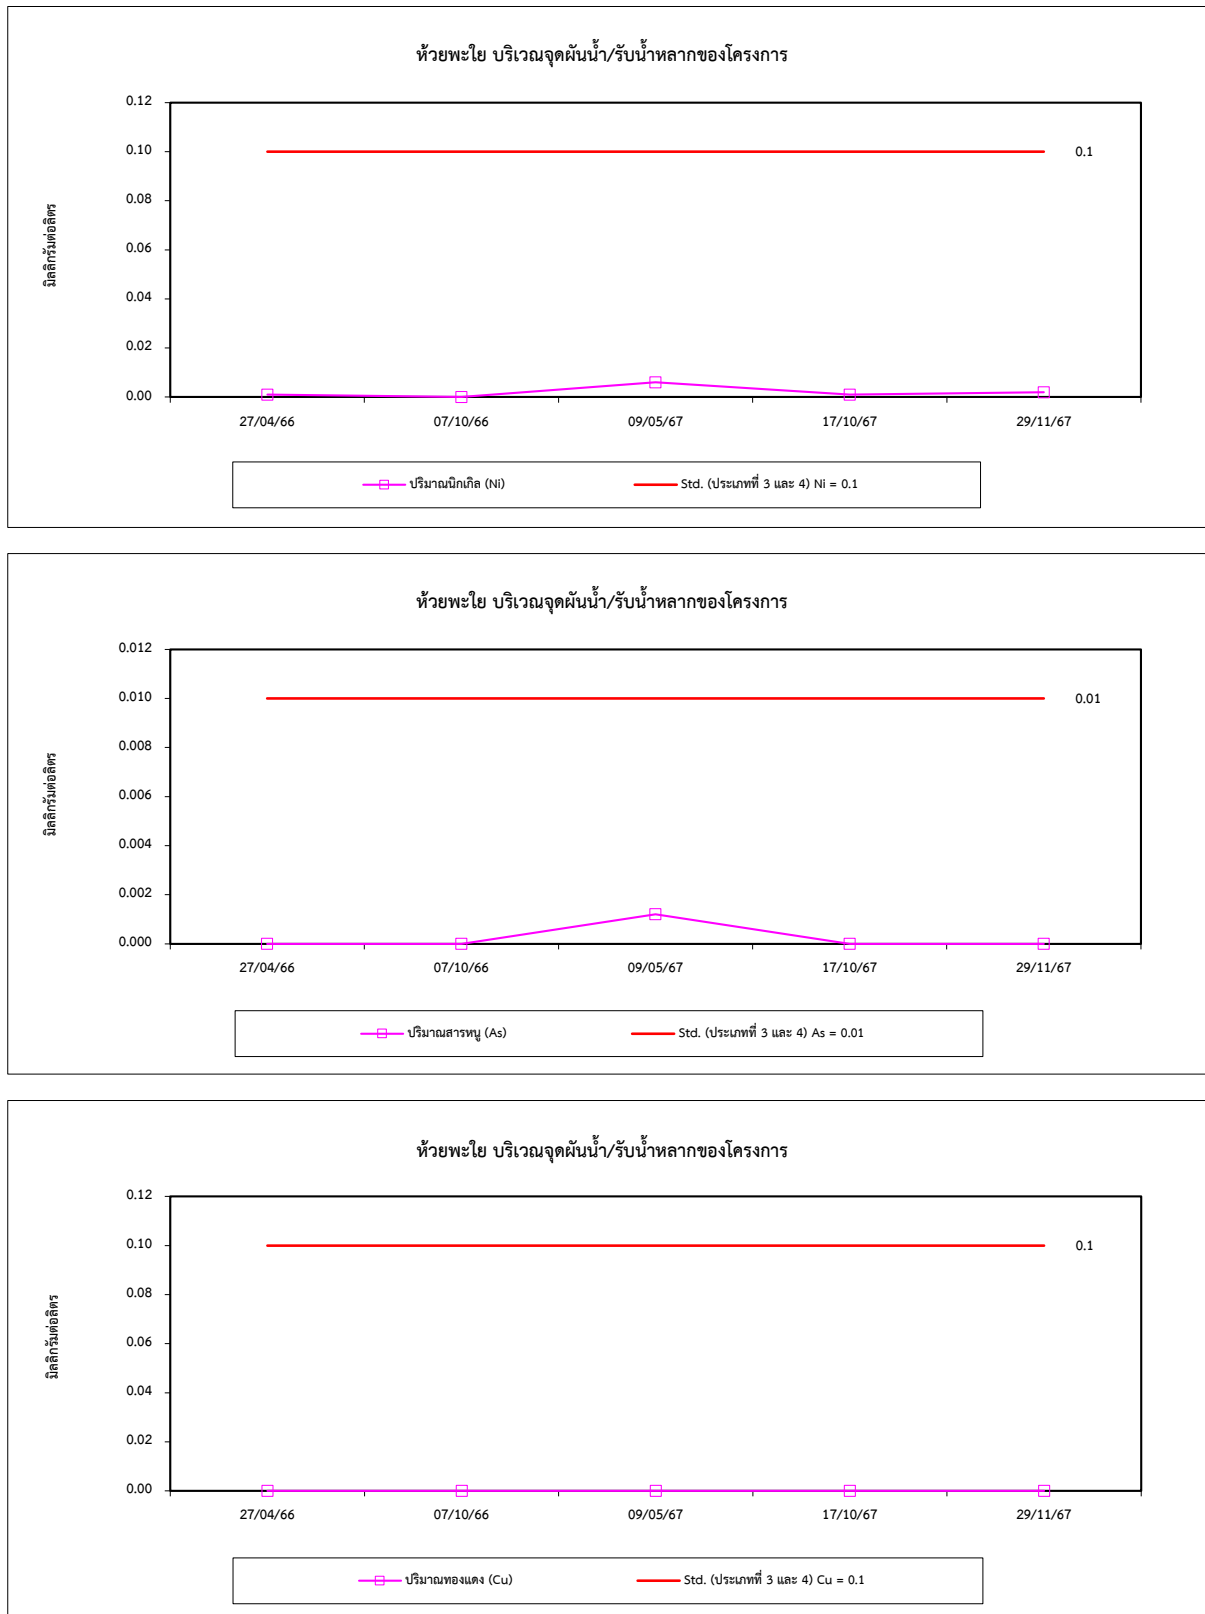 ห้วยพะใย บริเวณจุดผันน้ำ/รับน้ำหลากของโครงการ
0.12
0.10
0.1
0.08
0.06
0.04
0.02
0.00
มิลลิกรัมต่อลิตร
27/04/66 07/10/66 09/05/67 17/10/67 29/11/67
ปริมาณนิกเกิล (Ni) Std. (ประเภทที่ 3 และ 4) Ni = 0.1
ห้วยพะใย บริเวณจุดผันน้ำ/รับน้ำหลากของโครงการ
0.012
0.010
0.01
0.008
0.006
0.004
0.002
0.000
มิลลิกรัมต่อลิตร
27/04/66 07/10/66 09/05/67 17/10/67 29/11/67
ปริมาณสารหนู (As) Std. (ประเภทที่ 3 และ 4) As = 0.01
ห้วยพะใย บริเวณจุดผันน้ำ/รับน้ำหลากของโครงการ
0.12
0.10
0.1
0.08
0.06
0.04
0.02
0.00
มิลลิกรัมต่อลิตร
27/04/66 07/10/66 09/05/67 17/10/67 29/11/67
ปริมาณทองแดง (Cu) Std. (ประเภทที่ 3 และ 4) Cu = 0.1